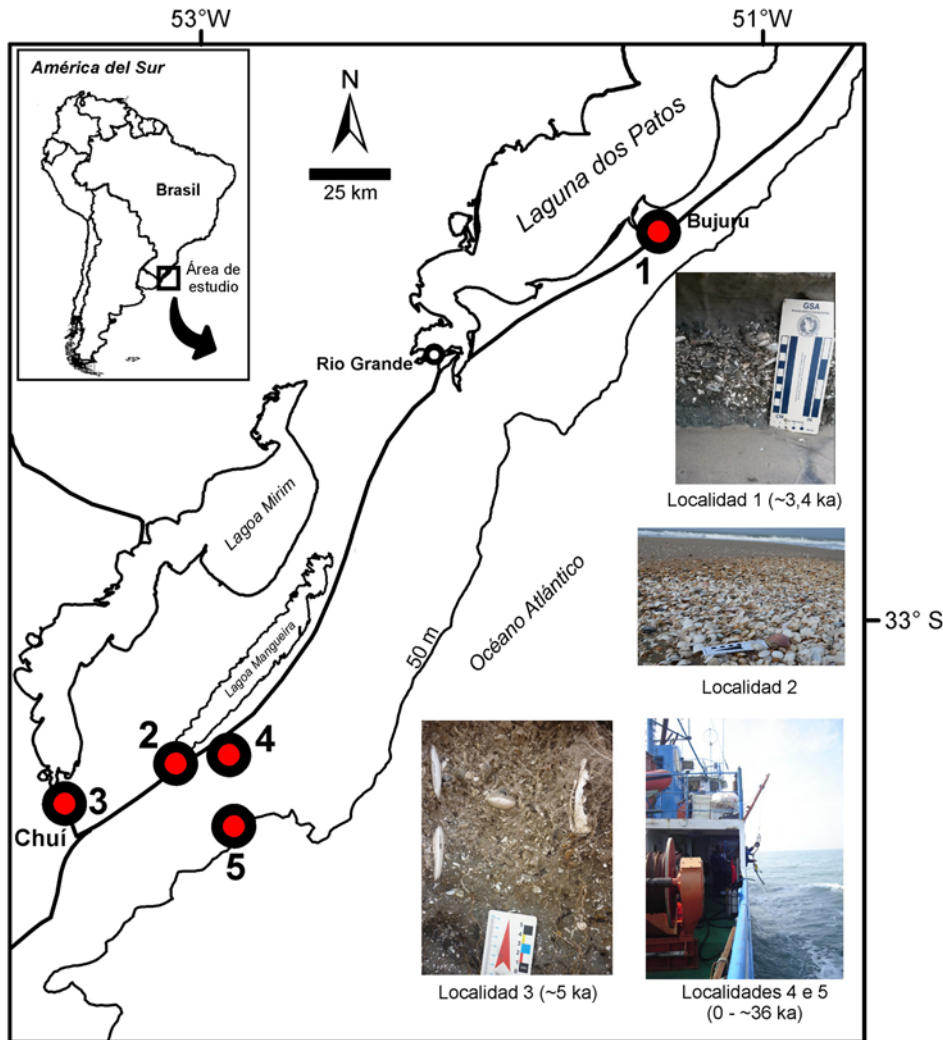 53°W
51°W
América del Sur
Brasil
Área de
estudio
N
25 km
Laguna dos Patos
Bujuru
1
GSA
CM
IN
Rio Grande
Localidad 1 (~3,4 ka)
Lagoa Mirim
Lagoa Mangueira
50 m
Océano Atlántico
33° S
Localidad 2
2
4
3
Chuí
5
Localidad 3 (~5 ka)
Localidades 4 e 5
(0 - ~36 ka)